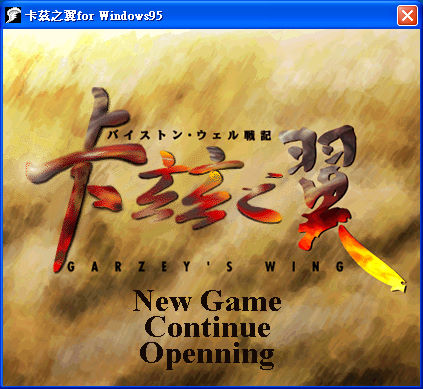 卡茲之翼for Windows95
バイストン・ウェル戦記
卡茲之翼
GARZEY'S WING
New Game
Continue
Openning